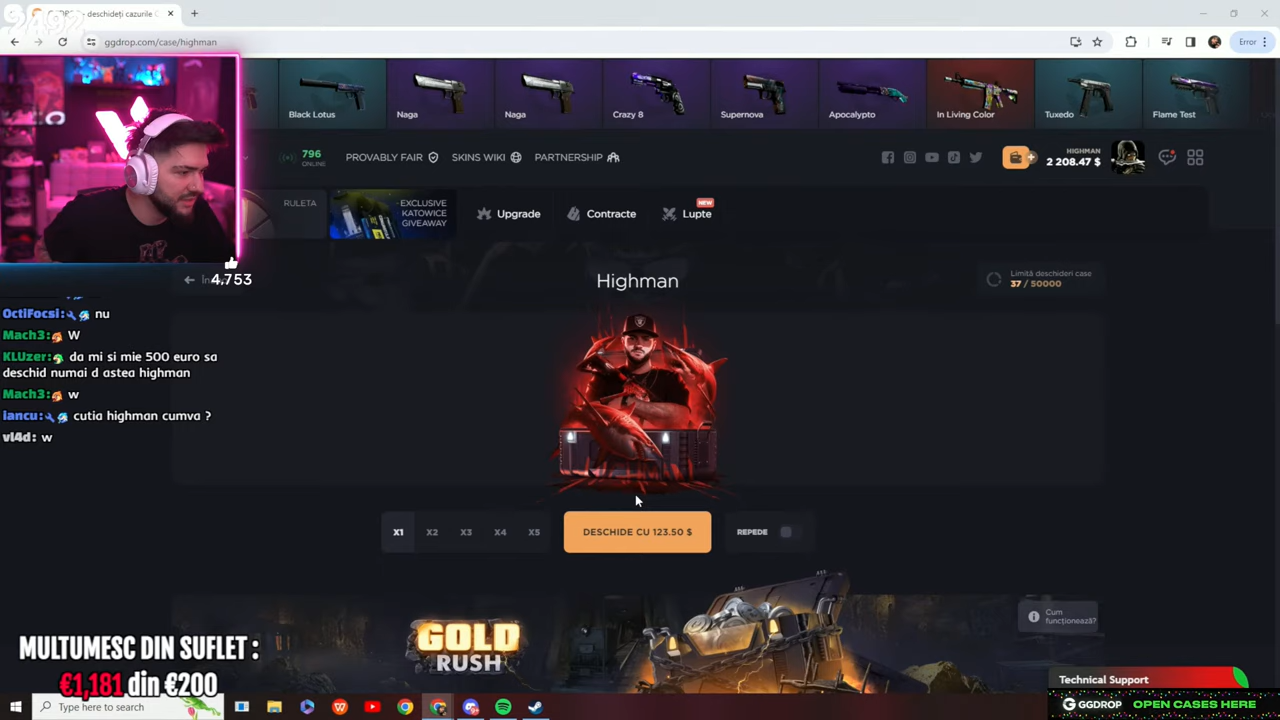 ggdrop.com/case/highman
Error
Black Lotus
Naga
Naga
Crazy 8
Supernova
Apocalypto
In Living Color
Tuxedo
Flame Test
796
ONLINE
PROVABLY FAIR
SKINS WIKI
PARTNERSHIP
HIGHMAN
2 208.47 $
RULETA
EXCLUSIVE
KATOWICE
GIVEAWAY
Upgrade
Contracte
Lupte
NEW
4,753
Highman
Limită deschideri case
37 / 50000
OctiFocsi: nu
Mach3: W
KLUzer: da mi si mie 500 euro sa
deschid numai d astea highman
Mach3: w
iancu: cutia highman cumva ?
vl4d: w
X1
X2
X3
X4
X5
DESCHIDE CU 123.50 $
REPEDE
GOLD
RUSH
Cum
funcționează?
MULTUMESC DIN SUFLET :
€1,181 din €200
Technical Support
GGDROP OPEN CASES HERE
Type here to search